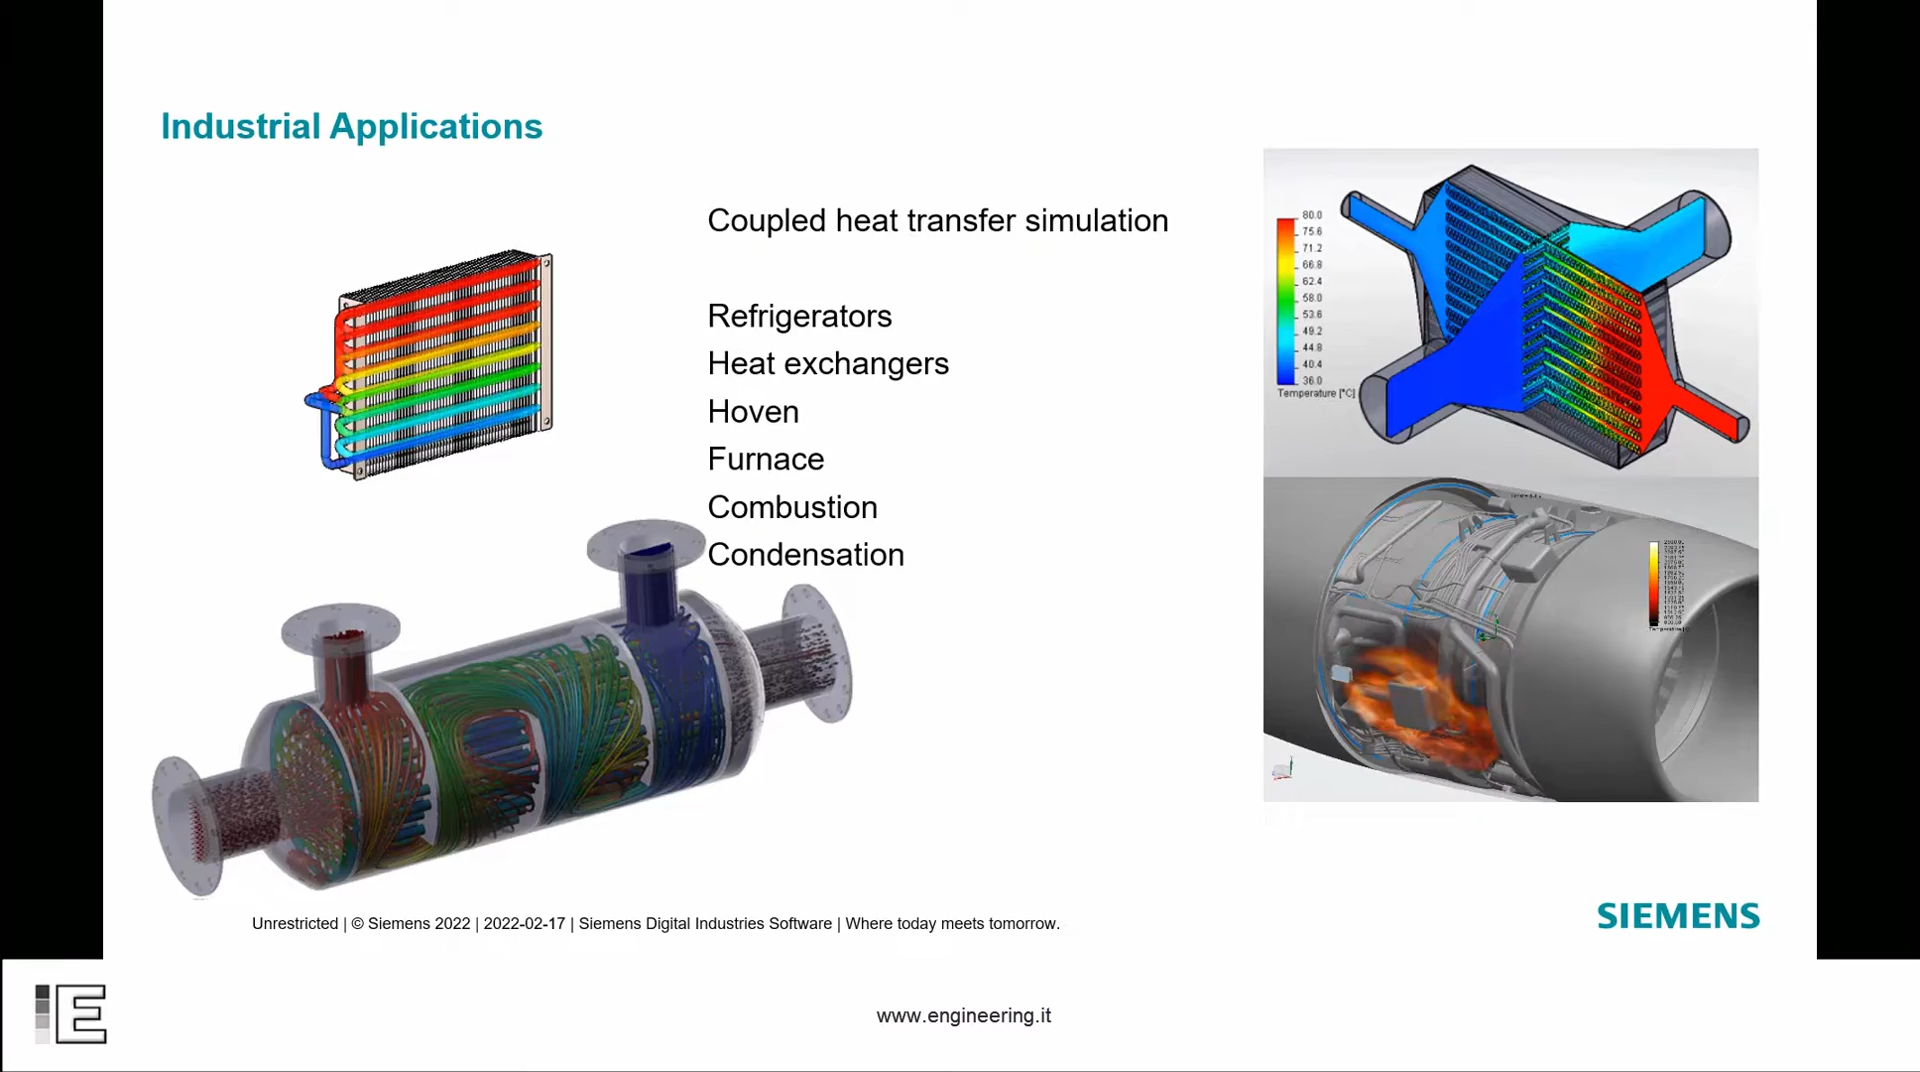 Industrial Applications
Coupled heat transfer simulation
Refrigerators
Heat exchangers
Hoven
Furnace
Combustion
Condensation
80.0
75.6
71.2
66.8
62.4
58.0
53.6
49.2
44.8
40.4
36.0
Temperature [°C]
Unrestricted | © Siemens 2022 | 2022-02-17 | Siemens Digital Industries Software | Where today meets tomorrow.
SIEMENS
E
www.engineering.it